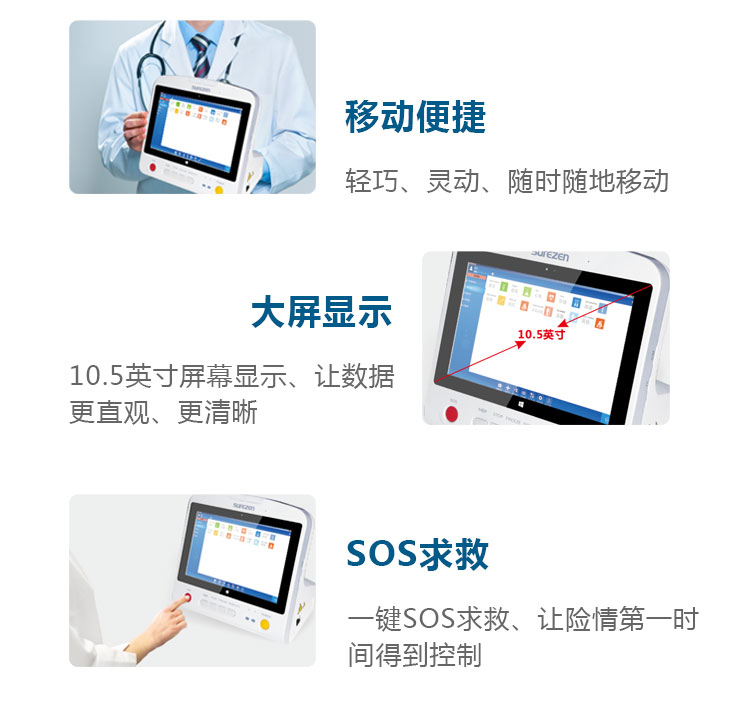 SUREZEN
移动便捷
轻巧、灵动、随时随地移动
SUREZEN
大屏显示
10.5英寸
10.5英寸屏幕显示、让数据
更直观、更清晰
SUREZEN
SOS求救
一键SOS求救、让险情第一时
间得到控制